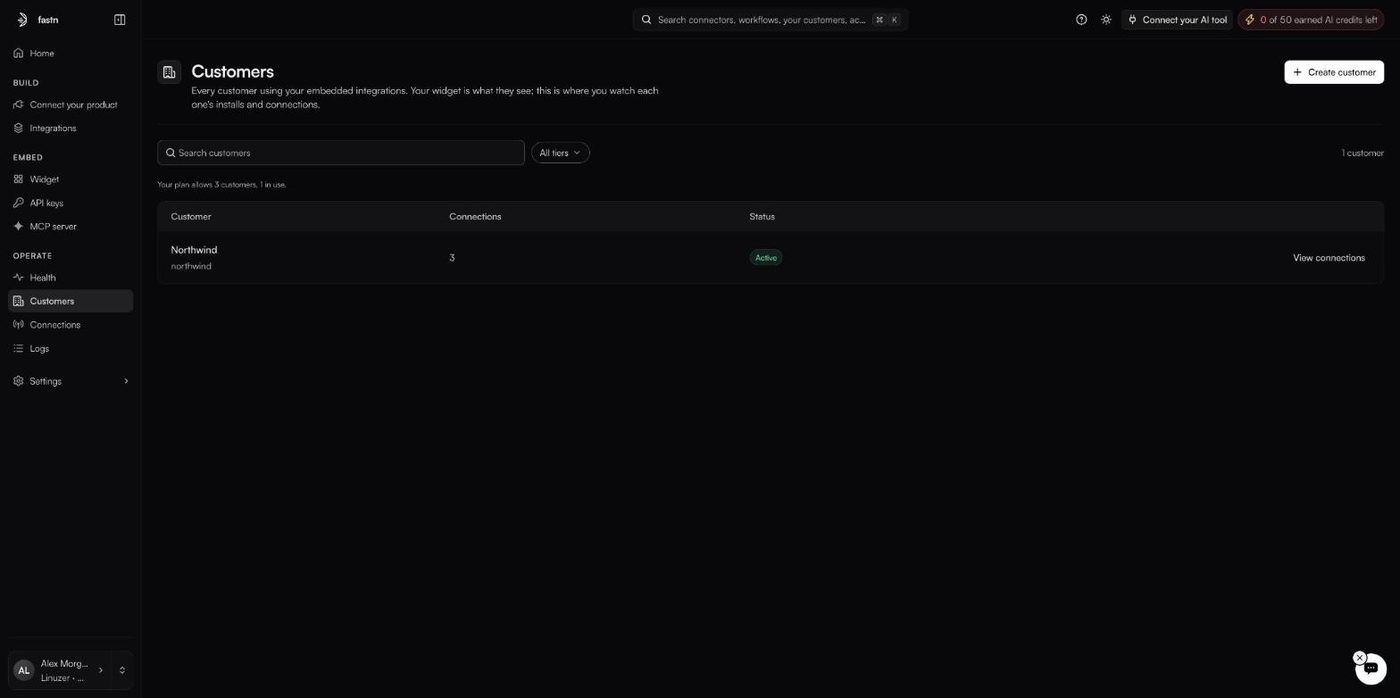 fastn
Search connectors, workflows, your customers, ac... ⌘ K
Connect your AI tool
0 of 50 earned AI credits left
Home
BUILD
Connect your product
Integrations
EMBED
Widget
API keys
MCP server
OPERATE
Health
Customers
Connections
Logs
Settings
Customers
Every customer using your embedded integrations. Your widget is what they see; this is where you watch each
one's installs and connections.
+ Create customer
Search customers
All tiers
1 customer
Your plan allows 3 customers, 1 in use.
Customer Connections Status
Northwind
northwind
3
Active
View connections
AL
Alex Morg...
Linuzer · ...